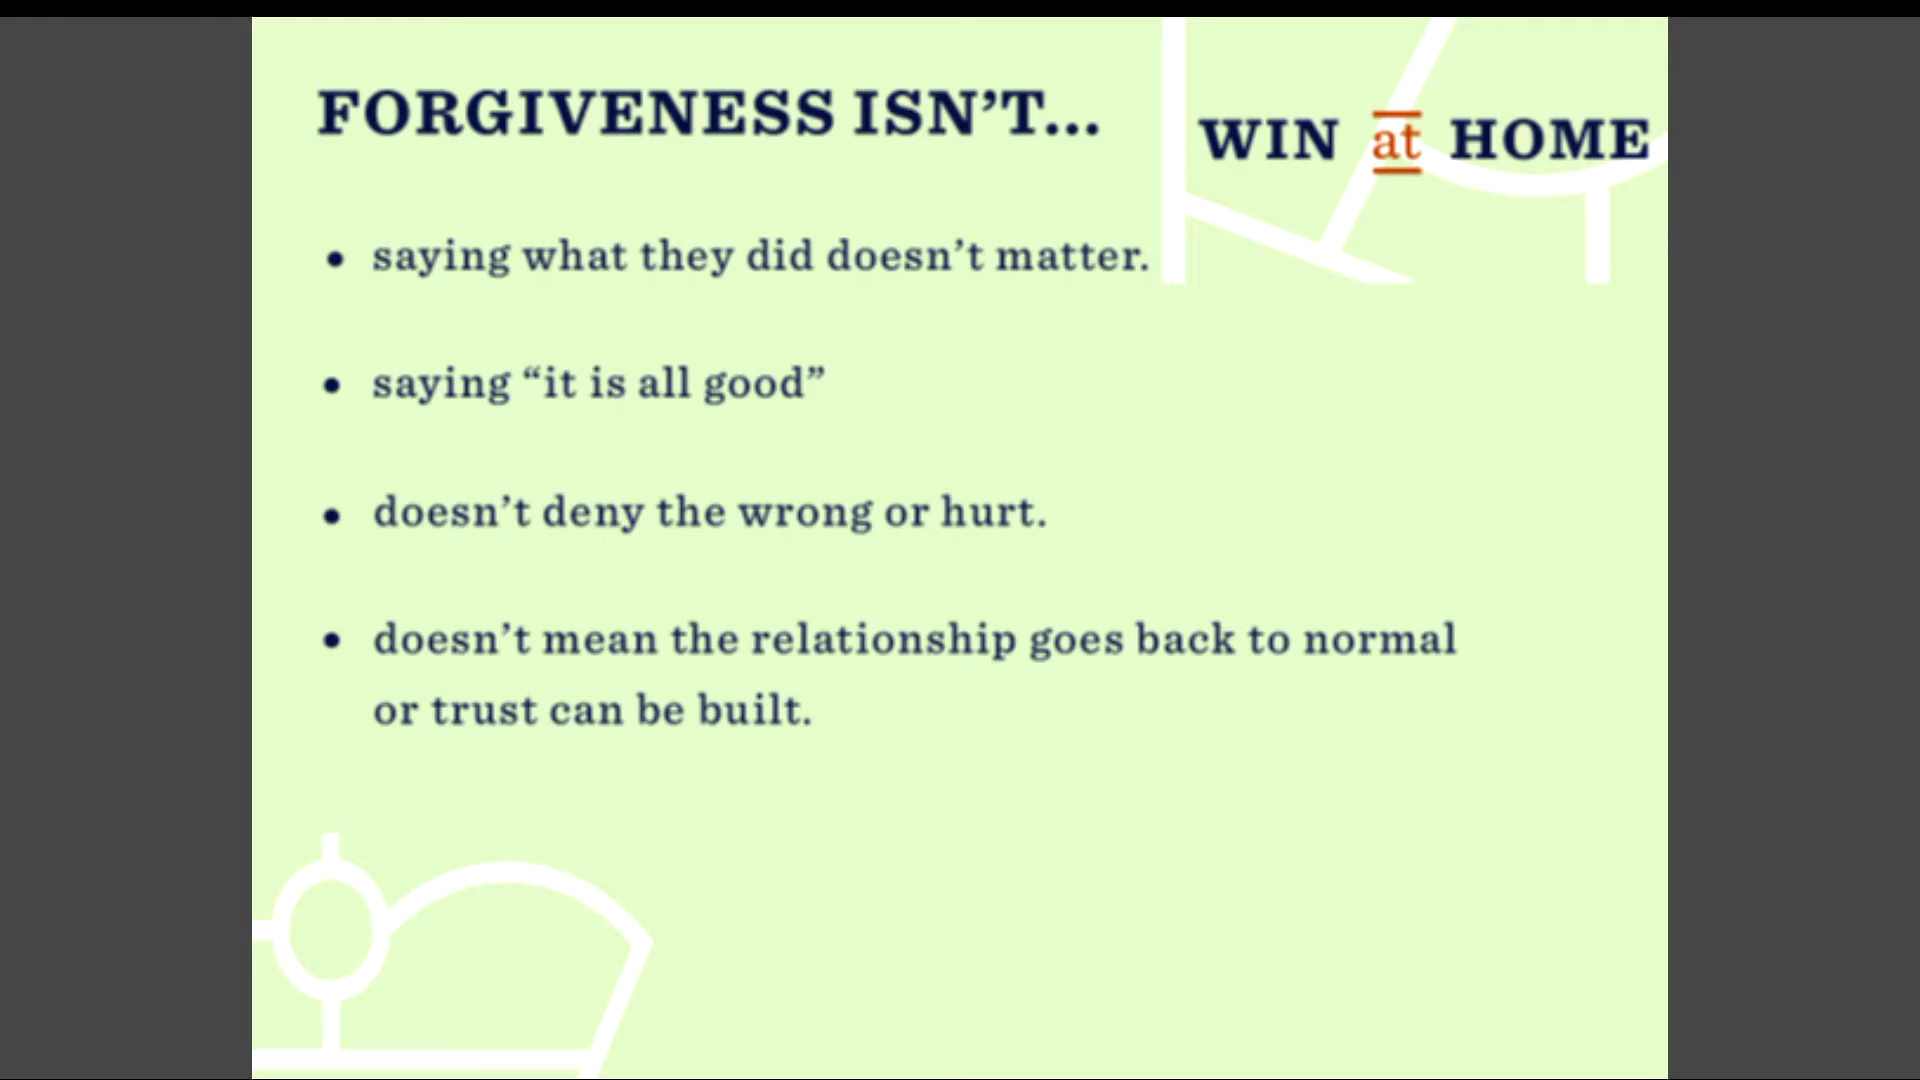 FORGIVENESS ISN’T...
WIN at HOME
• saying what they did doesn’t matter.
• saying “it is all good”
• doesn’t deny the wrong or hurt.
• doesn’t mean the relationship goes back to normal
or trust can be built.